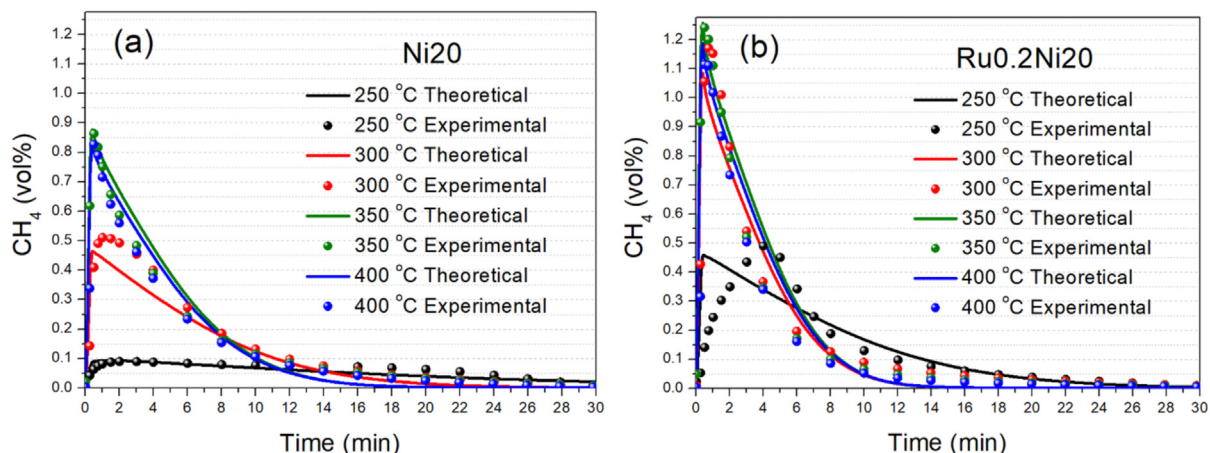 (a)
Ni20
250 °C Theoretical
250 °C Experimental
300 °C Theoretical
300 °C Experimental
350 °C Theoretical
350 °C Experimental
400 °C Theoretical
400 °C Experimental
CH₄ (vol%)
1.2
1.1
1.0
0.9
0.8
0.7
0.6
0.5
0.4
0.3
0.2
0.1
0.0
0 2 4 6 8 10 12 14 16 18 20 22 24 26 28 30
Time (min)
(b)
Ru0.2Ni20
250 °C Theoretical
250 °C Experimental
300 °C Theoretical
300 °C Experimental
350 °C Theoretical
350 °C Experimental
400 °C Theoretical
400 °C Experimental
CH₄ (vol%)
1.2
1.1
1.0
0.9
0.8
0.7
0.6
0.5
0.4
0.3
0.2
0.1
0.0
0 2 4 6 8 10 12 14 16 18 20 22 24 26 28 30
Time (min)